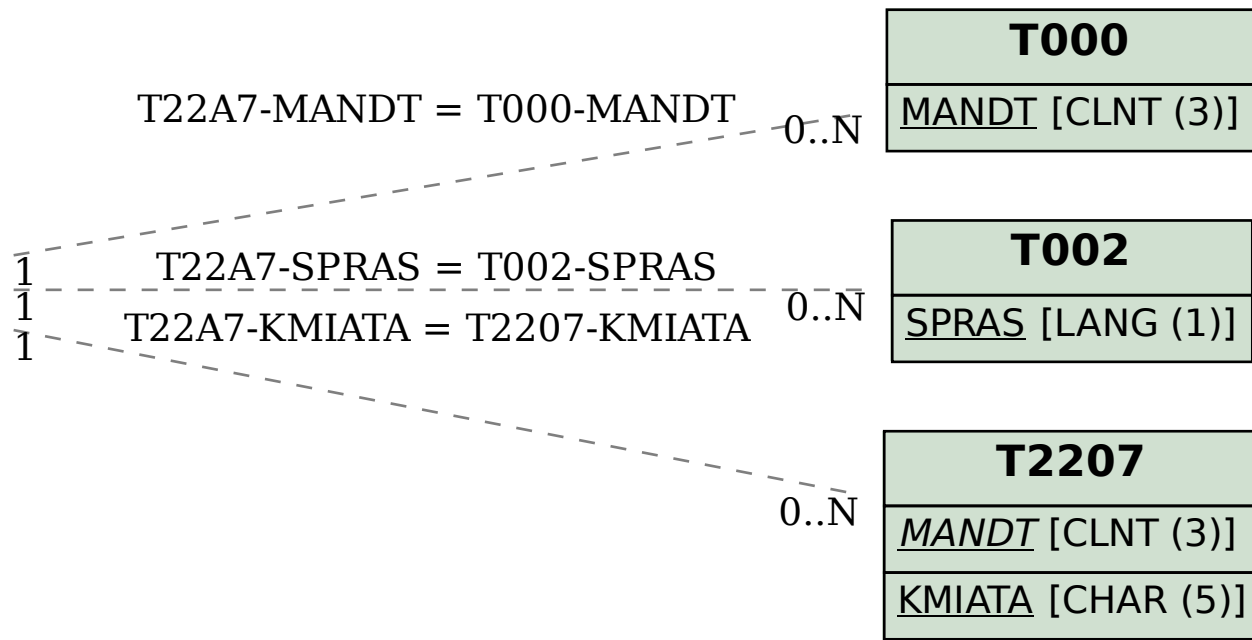 T000
T22A7-MANDT = T000-MANDT
0..N
MANDT [CLNT (3)]
T002
1
T22A7-SPRAS = T002-SPRAS
1
0..N
T22A7-KMIATA = T2207-KMIATA
SPRAS [LANG (1)]
1
T2207
0..N
MANDT [CLNT (3)]
KMIATA [CHAR (5)]